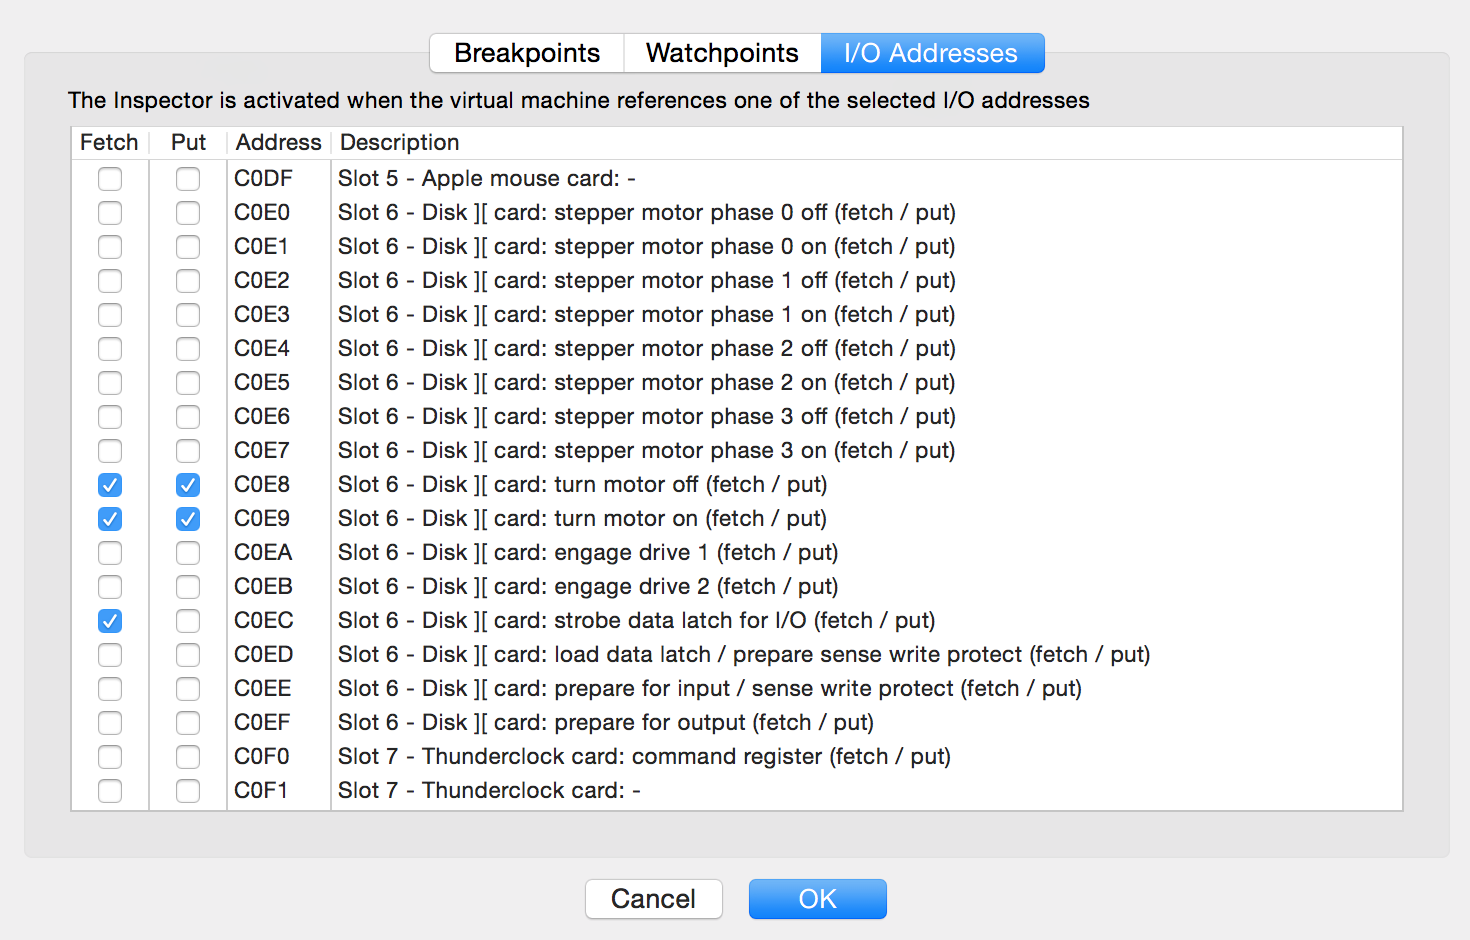 Breakpoints Watchpoints I/O Addresses
The Inspector is activated when the virtual machine references one of the selected I/O addresses
Fetch Put Address Description
C0DF Slot 5 - Apple mouse card: -
C0E0 Slot 6 - Disk ][ card: stepper motor phase 0 off (fetch / put)
C0E1 Slot 6 - Disk ][ card: stepper motor phase 0 on (fetch / put)
C0E2 Slot 6 - Disk ][ card: stepper motor phase 1 off (fetch / put)
C0E3 Slot 6 - Disk ][ card: stepper motor phase 1 on (fetch / put)
C0E4 Slot 6 - Disk ][ card: stepper motor phase 2 off (fetch / put)
C0E5 Slot 6 - Disk ][ card: stepper motor phase 2 on (fetch / put)
C0E6 Slot 6 - Disk ][ card: stepper motor phase 3 off (fetch / put)
C0E7 Slot 6 - Disk ][ card: stepper motor phase 3 on (fetch / put)
C0E8 Slot 6 - Disk ][ card: turn motor off (fetch / put)
C0E9 Slot 6 - Disk ][ card: turn motor on (fetch / put)
C0EA Slot 6 - Disk ][ card: engage drive 1 (fetch / put)
C0EB Slot 6 - Disk ][ card: engage drive 2 (fetch / put)
C0EC Slot 6 - Disk ][ card: strobe data latch for I/O (fetch / put)
C0ED Slot 6 - Disk ][ card: load data latch / prepare sense write protect (fetch / put)
C0EE Slot 6 - Disk ][ card: prepare for input / sense write protect (fetch / put)
C0EF Slot 6 - Disk ][ card: prepare for output (fetch / put)
C0F0 Slot 7 - Thunderclock card: command register (fetch / put)
C0F1 Slot 7 - Thunderclock card: -
Cancel OK